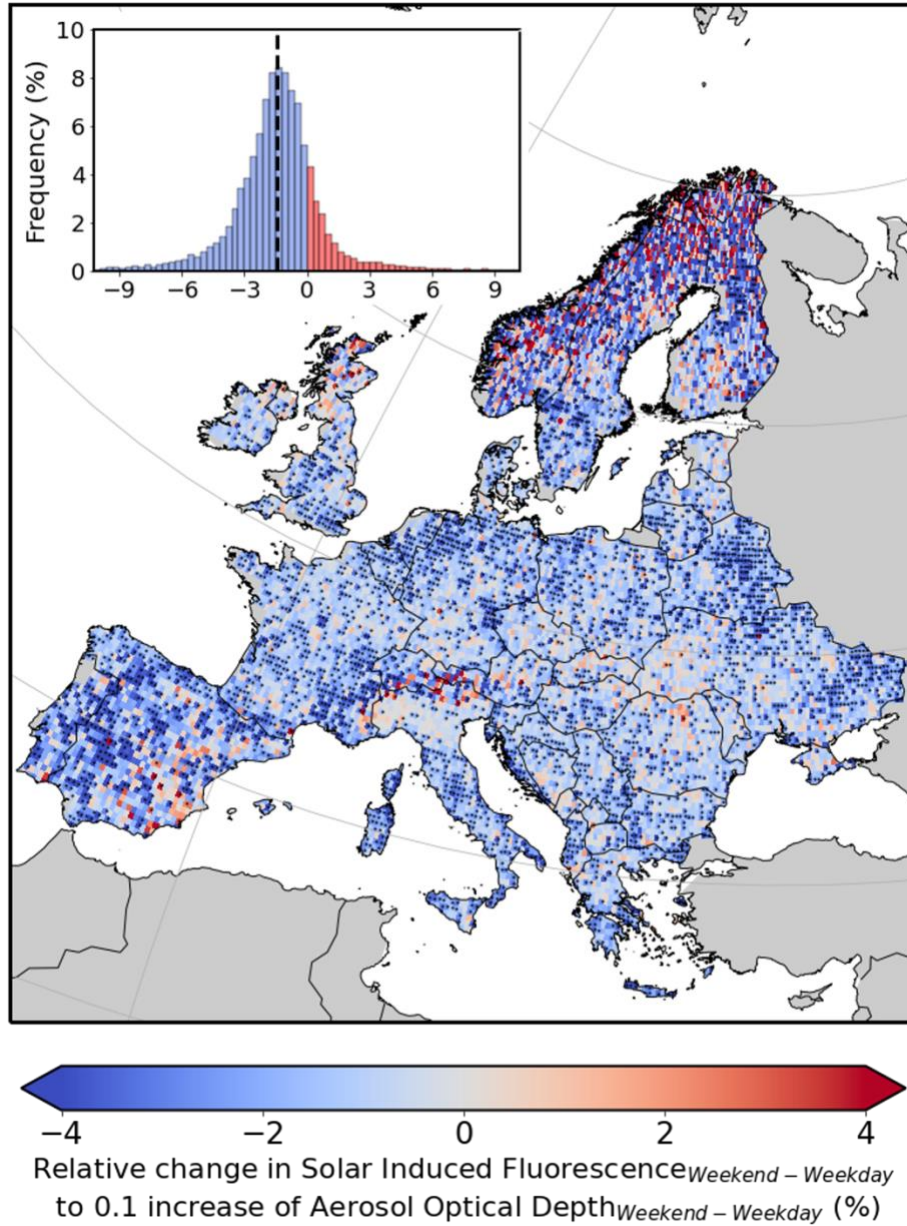 10
8
6
4
2
0
Frequency (%)
−9 −6 −3 0 3 6 9
−4 −2 0 2 4
Relative change in Solar Induced Fluorescence Weekend − Weekday
to 0.1 increase of Aerosol Optical Depth Weekend − Weekday (%)